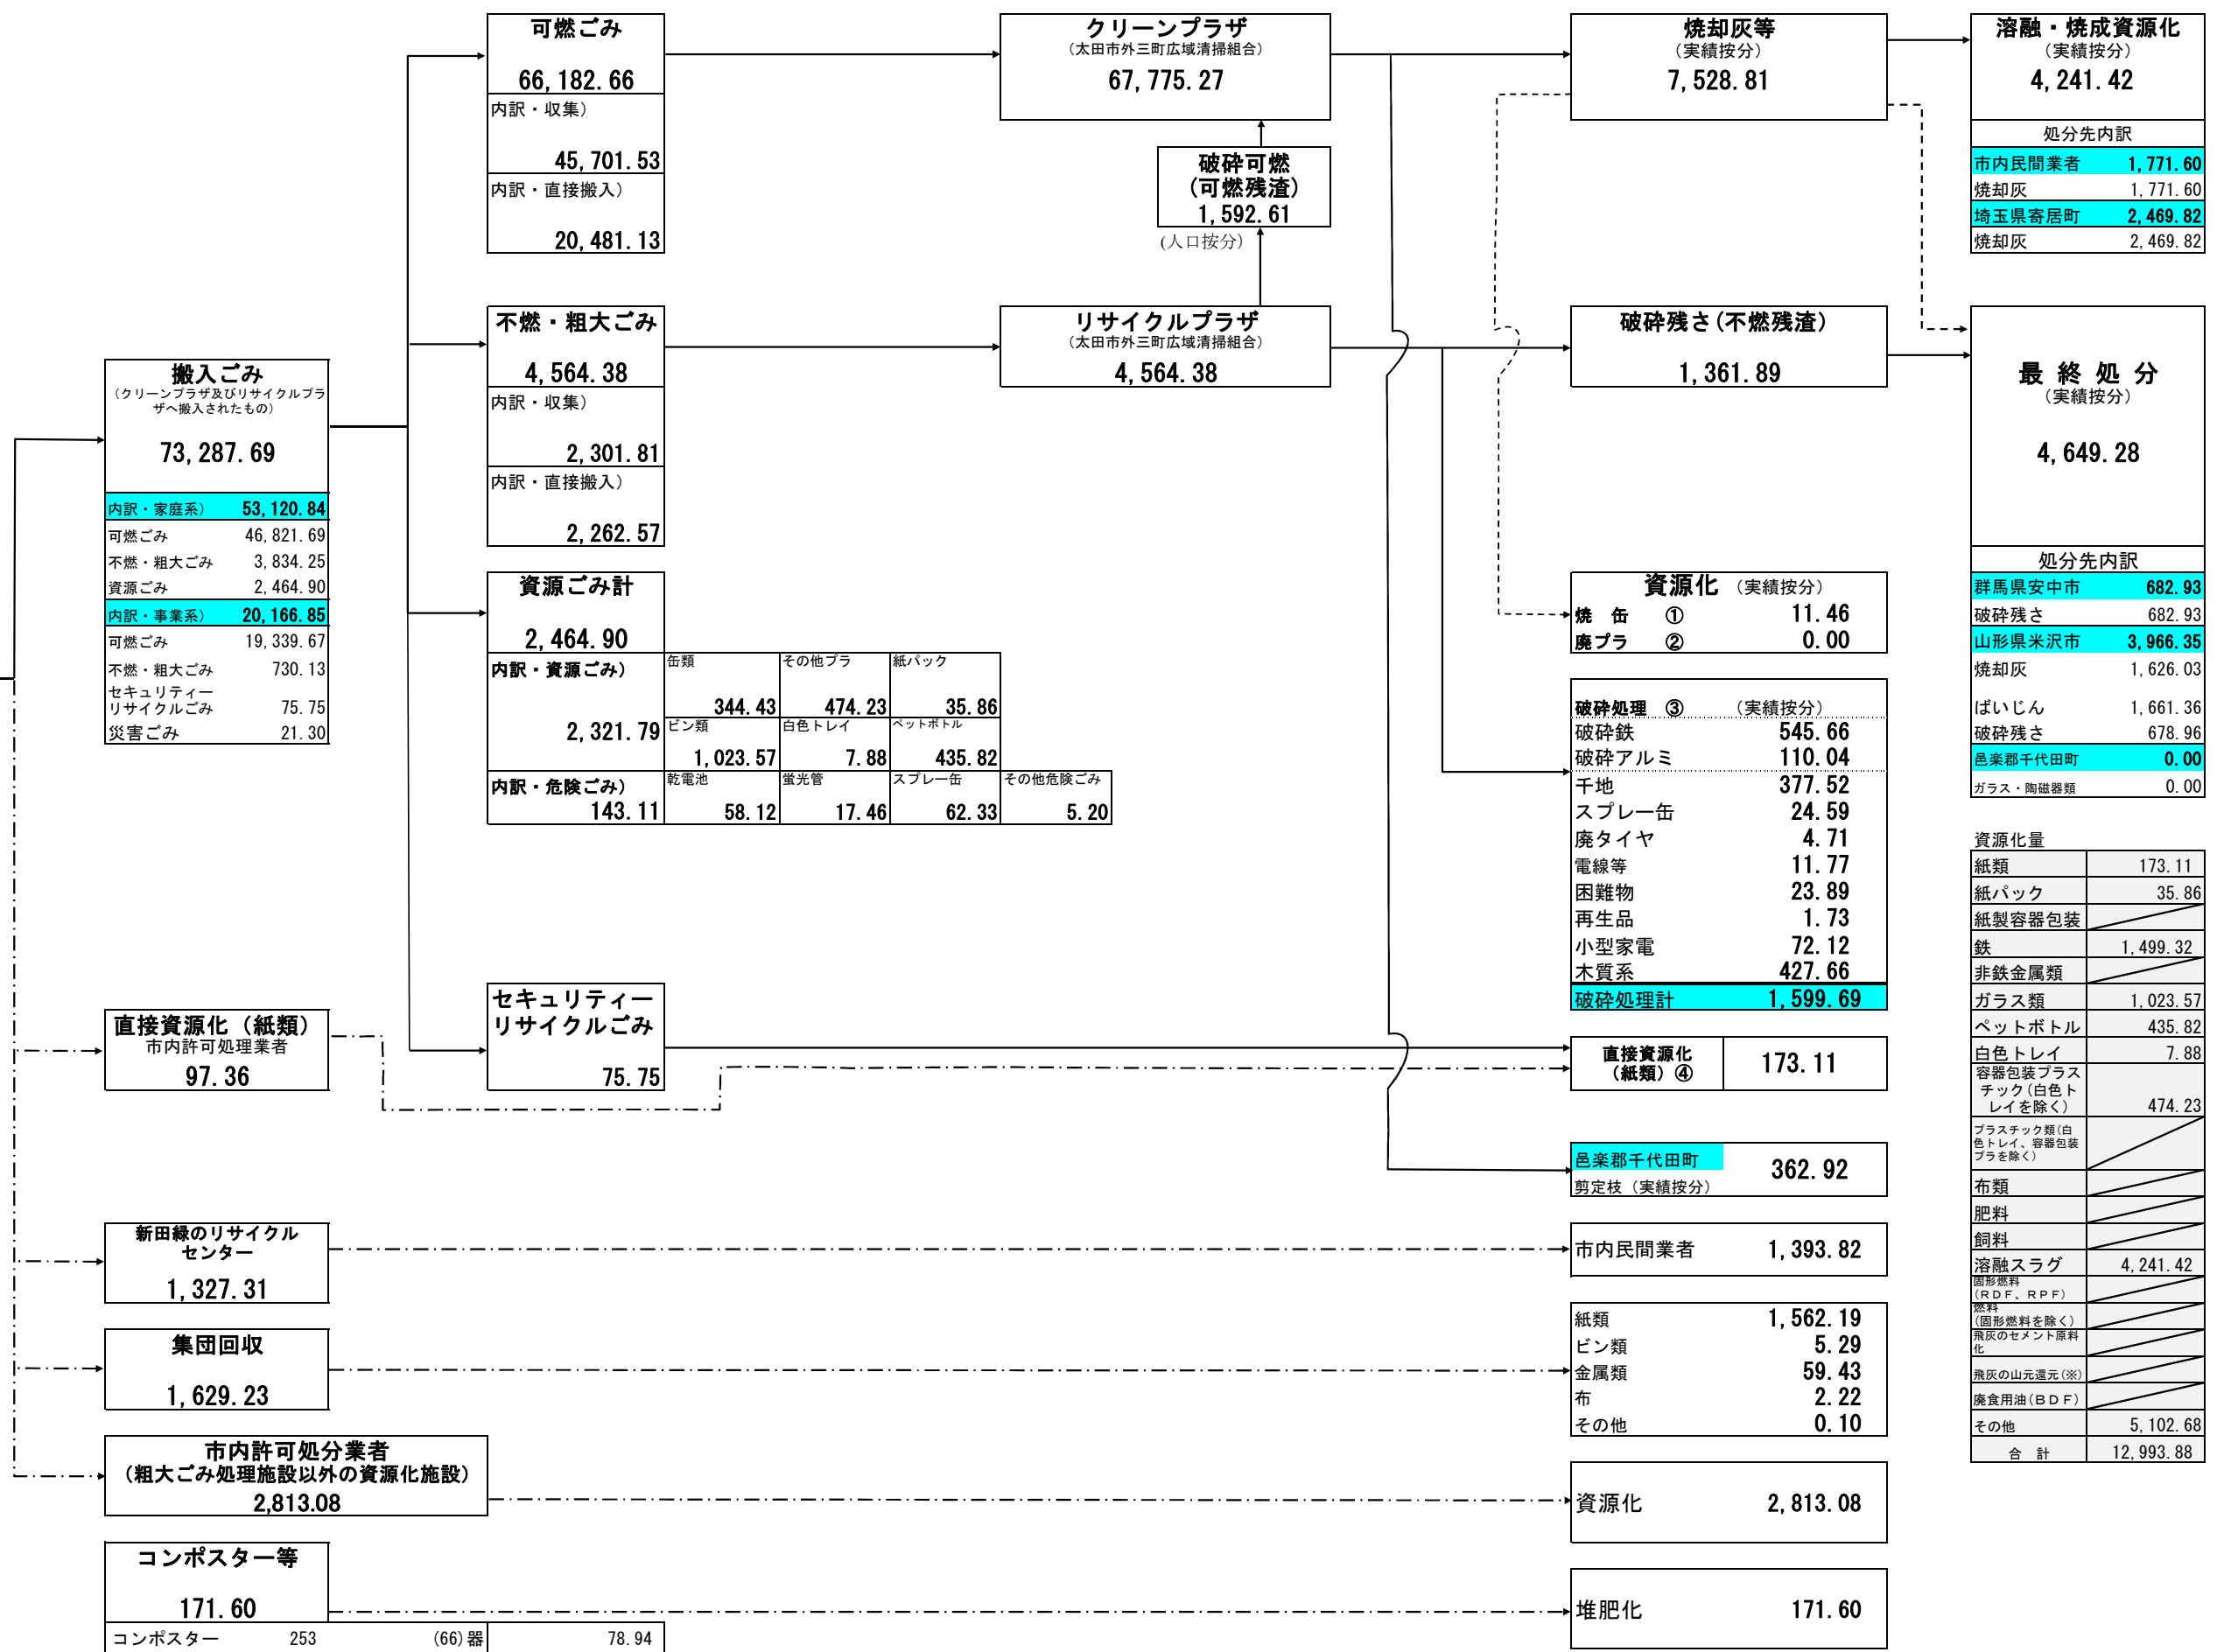 搬入ごみ
(クリーンプラザ及びリサイクルプラ
ザへ搬入されたもの)
73,287.69
内訳・家庭系) 53,120.84
可燃ごみ 46,821.69
不燃・粗大ごみ 3,834.25
資源ごみ 2,464.90
内訳・事業系) 20,166.85
可燃ごみ 19,339.67
不燃・粗大ごみ 730.13
セキュリティー
リサイクルごみ 75.75
災害ごみ 21.30
直接資源化(紙類)
市内許可処理業者
97.36
新田緑のリサイクル
センター
1,327.31
集団回収
1,629.23
市内許可処分業者
(粗大ごみ処理施設以外の資源化施設)
2,813.08
コンポスター等
171.60
コンポスター 253 (66)器 78.94
可燃ごみ
66,182.66
内訳・収集)
45,701.53
内訳・直接搬入)
20,481.13
不燃・粗大ごみ
4,564.38
内訳・収集)
2,301.81
内訳・直接搬入)
2,262.57
資源ごみ計
2,464.90
内訳・資源ごみ) 缶類 その他プラ 紙パック
344.43 474.23 35.86
2,321.79 ビン類 白色トレイ ペットボトル
1,023.57 7.88 435.82
内訳・危険ごみ) 乾電池 蛍光管 スプレー缶 その他危険ごみ
143.11 58.12 17.46 62.33 5.20
セキュリティー
リサイクルごみ
75.75
クリーンプラザ
(太田市外三町広域清掃組合)
67,775.27
破砕可燃
(可燃残渣)
1,592.61
(人口按分)
リサイクルプラザ
(太田市外三町広域清掃組合)
4,564.38
焼却灰等
(実績按分)
7,528.81
破砕残さ(不燃残渣)
1,361.89
資源化 (実績按分)
焼 缶 ① 11.46
廃プラ ② 0.00
破砕処理 ③ (実績按分)
破砕鉄 545.66
破砕アルミ 110.04
千地 377.52
スプレー缶 24.59
廃タイヤ 4.71
電線等 11.77
困難物 23.89
再生品 1.73
小型家電 72.12
木質系 427.66
破砕処理計 1,599.69
直接資源化
(紙類)④ 173.11
邑楽郡千代田町 362.92
剪定枝(実績按分)
市内民間業者 1,393.82
紙類 1,562.19
ビン類 5.29
金属類 59.43
布 2.22
その他 0.10
資源化 2,813.08
堆肥化 171.60
溶融・焼成資源化
(実績按分)
4,241.42
処分先内訳
市内民間業者 1,771.60
焼却灰 1,771.60
埼玉県寄居町 2,469.82
焼却灰 2,469.82
最 終 処 分
(実績按分)
4,649.28
処分先内訳
群馬県安中市 682.93
破砕残さ 682.93
山形県米沢市 3,966.35
焼却灰 1,626.03
ばいじん 1,661.36
破砕残さ 678.96
邑楽郡千代田町 0.00
ガラス・陶磁器類 0.00
資源化量
紙類 173.11
紙パック 35.86
紙製容器包装
鉄 1,499.32
非鉄金属類
ガラス類 1,023.57
ペットボトル 435.82
白色トレイ 7.88
容器包装プラス
チック(白色ト
レイを除く) 474.23
プラスチック類(白
色トレイ、容器包装
プラを除く)
布類
肥料
飼料
溶融スラグ 4,241.42
固形燃料
(RDF、RPF)
燃料
(固形燃料を除く)
飛灰のセメント原料
化
飛灰の山元還元(※)
廃食用油(BDF)
その他 5,102.68
合 計 12,993.88